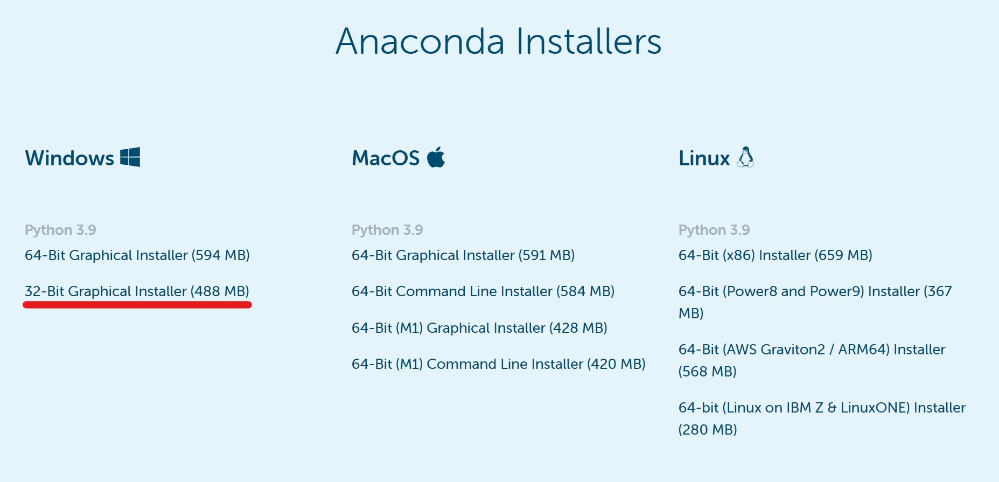 Anaconda Installers
Windows
Python 3.9
64-Bit Graphical Installer (594 MB)
32-Bit Graphical Installer (488 MB)
MacOS
Python 3.9
64-Bit Graphical Installer (591 MB)
64-Bit Command Line Installer (584 MB)
64-Bit (M1) Graphical Installer (428 MB)
64-Bit (M1) Command Line Installer (420 MB)
Linux
Python 3.9
64-Bit (x86) Installer (659 MB)
64-Bit (Power8 and Power9) Installer (367
MB)
64-Bit (AWS Graviton2 / ARM64) Installer
(568 MB)
64-bit (Linux on IBM Z & LinuxONE) Installer
(280 MB)